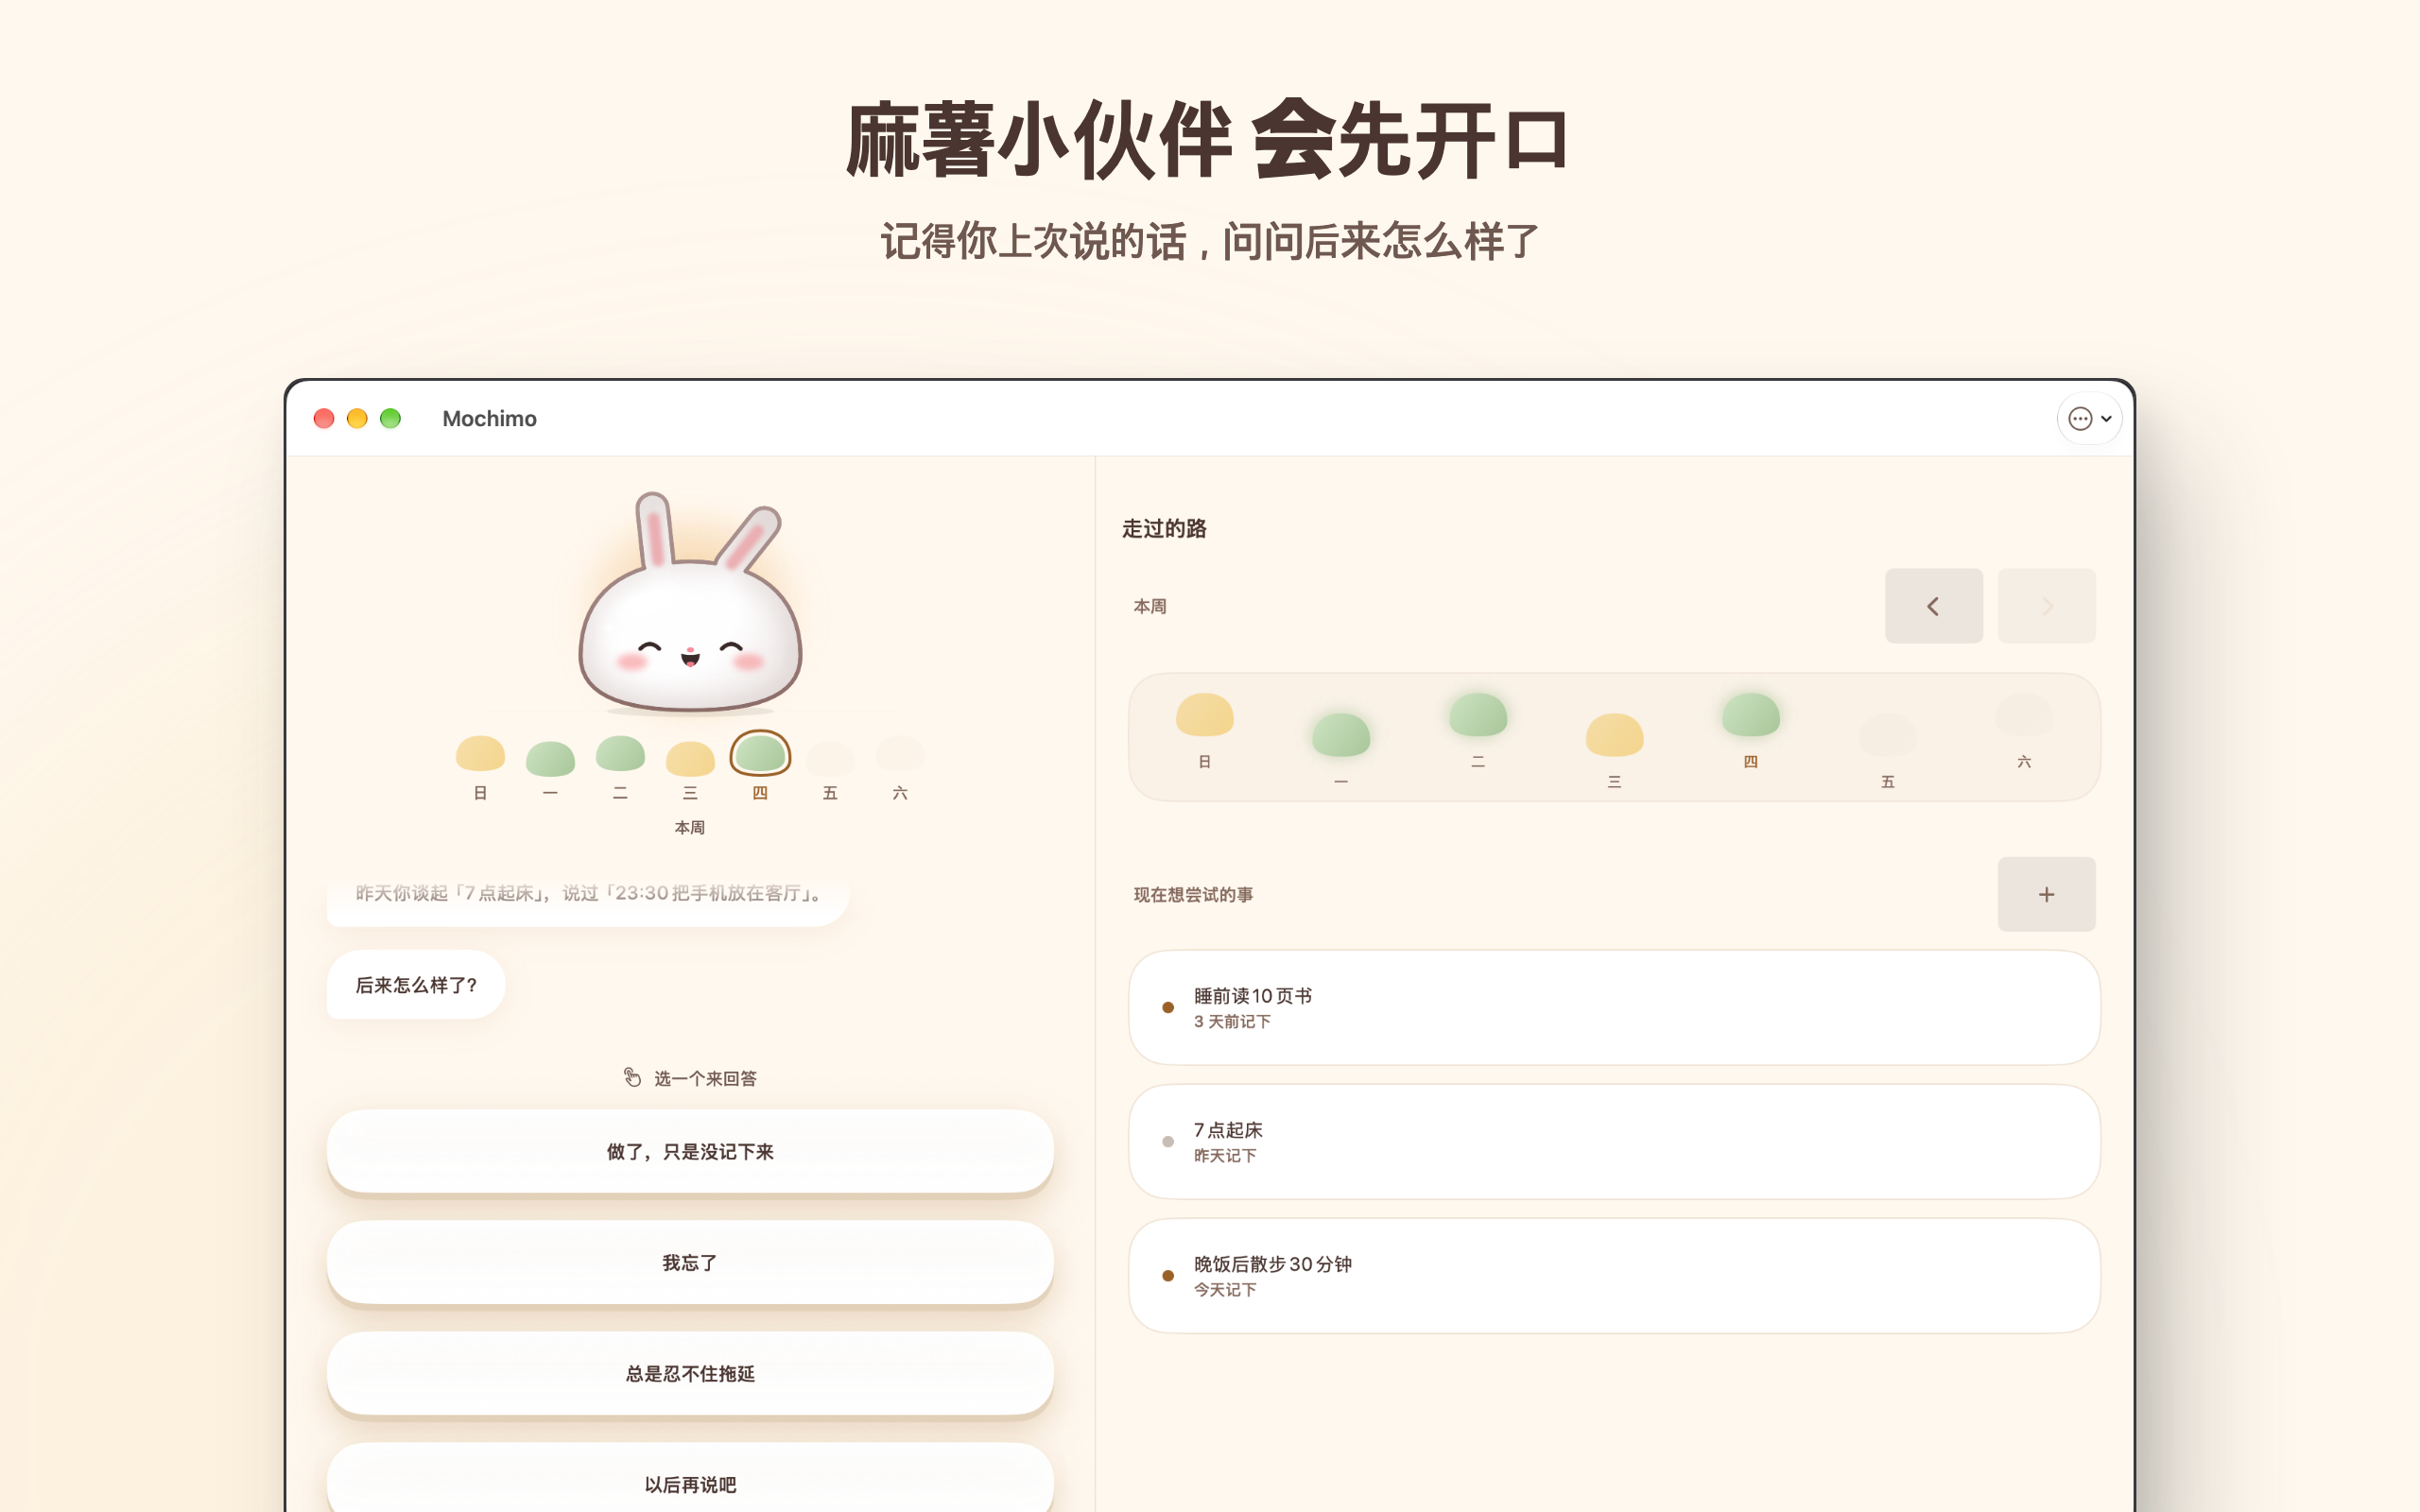 麻薯小伙伴 会先开口
记得你上次说的话，问问后来怎么样了
Mochimo
日 一 二 三 四 五 六
本周
昨天你谈起「7点起床」，说过「23:30把手机放在客厅」。
后来怎么样了？
选一个来回答
做了，只是没记下来
我忘了
总是忍不住拖延
以后再说吧
走过的路
本周
日 一 二 三 四 五 六
现在想尝试的事
睡前读10页书
3 天前记下
7点起床
昨天记下
晚饭后散步30分钟
今天记下